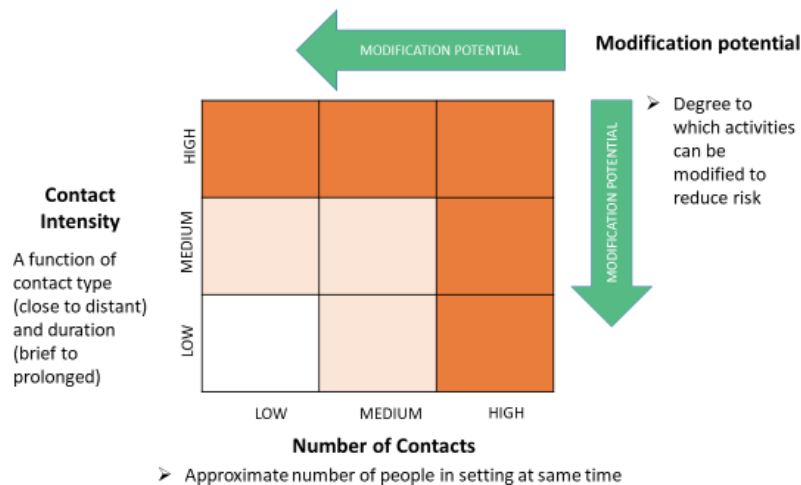 MODIFICATION POTENTIAL
Modification potential
➢ Degree to
which activities
can be
modified to
reduce risk
MODIFICATION POTENTIAL
Contact
Intensity
A function of
contact type
(close to distant)
and duration
(brief to
prolonged)
HIGH
MEDIUM
LOW
LOW MEDIUM HIGH
Number of Contacts
➢ Approximate number of people in setting at same time